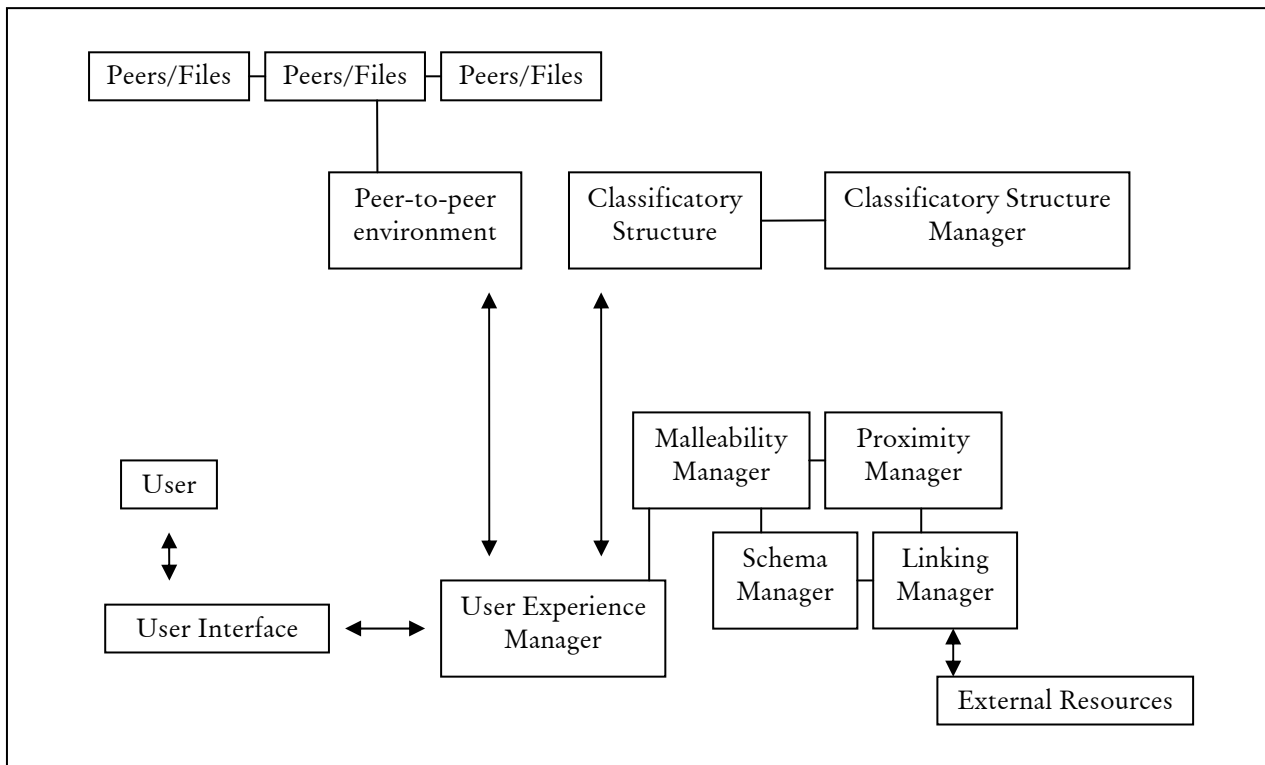 Peers/Files
Peers/Files
Peers/Files
Peer-to-peer
environment
Classificatory
Structure
Classificatory Structure
Manager
Malleability
Manager
Proximity
Manager
User
Schema
Manager
Linking
Manager
User Interface
User Experience
Manager
External Resources